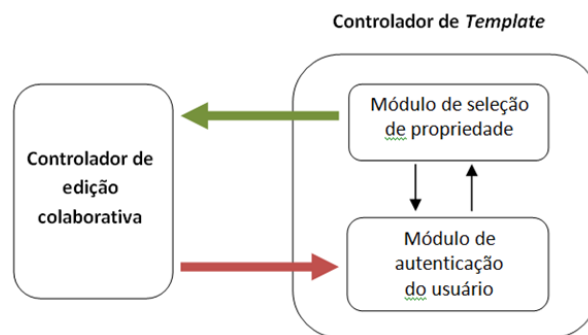 Controlador de Template
Módulo de seleção
de propriedade
Controlador de
edição
colaborativa
Módulo de
autenticação
do usuário